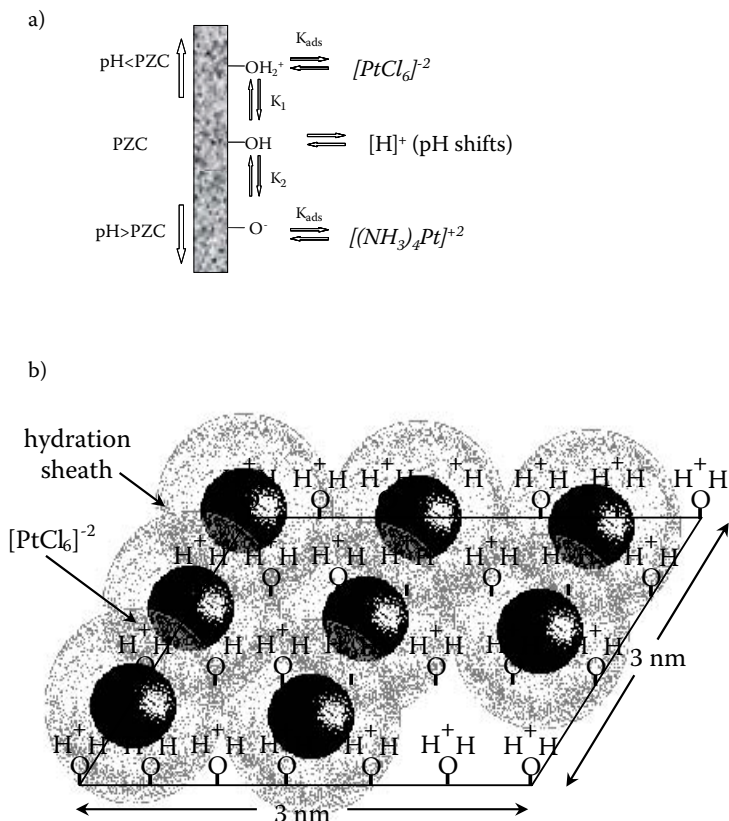 a)
pH<PZC
OH₂⁺
K_ads
[PtCl₆]⁻²
K₁
PZC
OH
[H]⁺ (pH shifts)
K₂
pH>PZC
O⁻
K_ads
[(NH₃)₄Pt]⁺²
b)
hydration
sheath
[PtCl₆]⁻²
H⁺H H⁺H H⁺H ⁺H H⁺H H⁺H H⁺H
O O O
H⁺H H⁺H H⁺H H⁺H H⁺H H⁺H
O O O O
H⁺H H H⁺H H⁺H H H⁺H
O O O O O
H⁺H H⁺H H⁺H H H⁺H H⁺H H⁺H
O O O O O O O
3 nm
3 nm